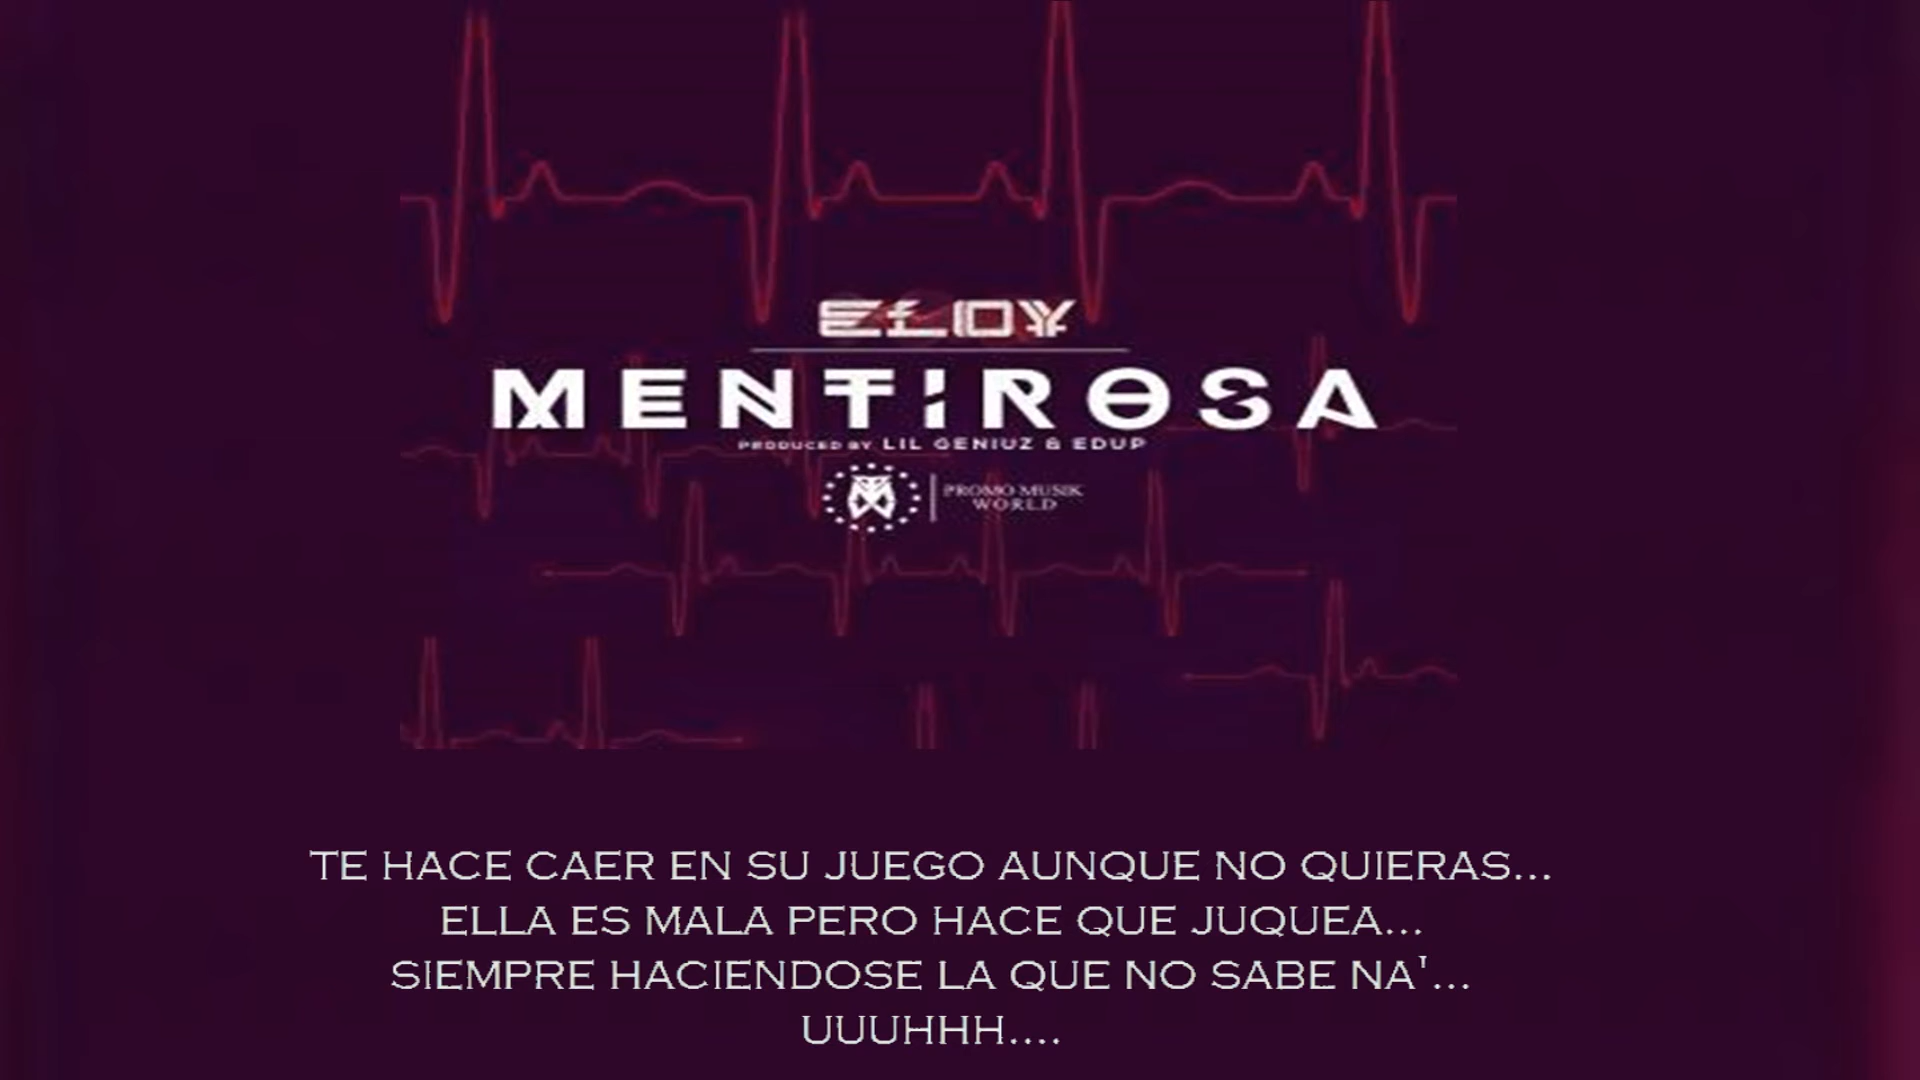 ELOY
MENTIROSA
PRODUCED BY LIL GENIUZ & EDUP
PROMO MUSIK
WORLD
TE HACE CAER EN SU JUEGO AUNQUE NO QUIERAS...
ELLA ES MALA PERO HACE QUE JUQUEA...
SIEMPRE HACIENDOSE LA QUE NO SABE NA'...
UUUHHH....